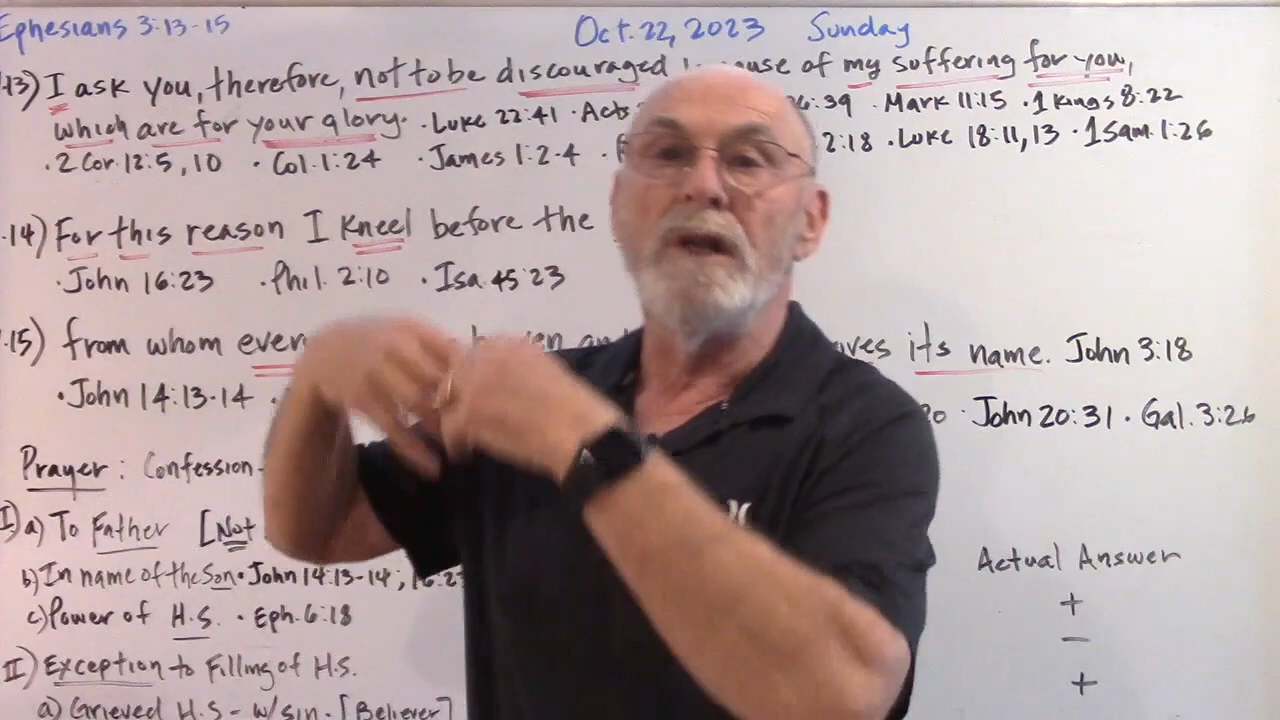 Ephesians 3:13-15
Oct. 22, 2023 Sunday
13) I ask you, therefore, not to be discouraged of my suffering for you,
which are for your glory. • Luke 22:41 • Acts :39 • Mark 11:15 • 1 Kings 8:22
• 2 Cor. 12:5, 10 • Col. 1:24 • James 1:2-4 • 2:18 • Luke 18:11, 13 • 1 Sam. 1:26
14) For this reason I kneel before the
• John 16:23 • Phil. 2:10 • Isa. 45:23
15) from whom its name. John 3:18
• John 14:13-14 • John 20:31 • Gal. 3:26
Prayer: Confession-
I) a) To Father [Not
b) In name of the Son • John 14:13-14;
c) Power of H.S. • Eph. 6:18
II) Exception to Filling of H.S.
a) Grieved H.S - w/sin - [Believer]
Actual Answer
+
−
+